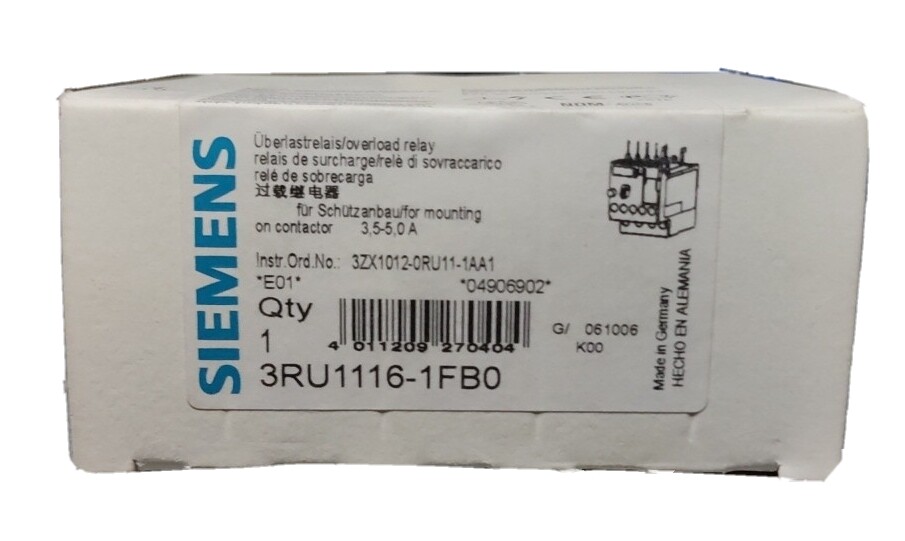 SIEMENS
Überlastrelais/overload relay
relais de surcharge/relè di sovraccarico
relé de sobrecarga
过载继电器
für Schützanbau/for mounting
on contactor 3,5-5,0 A
Instr.Ord.No.: 3ZX1012-0RU11-1AA1
*E01* *04906902*
Qty
1
4 011209 270404
G/ 061006
K00
3RU1116-1FB0
Made in Germany
HECHO EN ALEMANIA